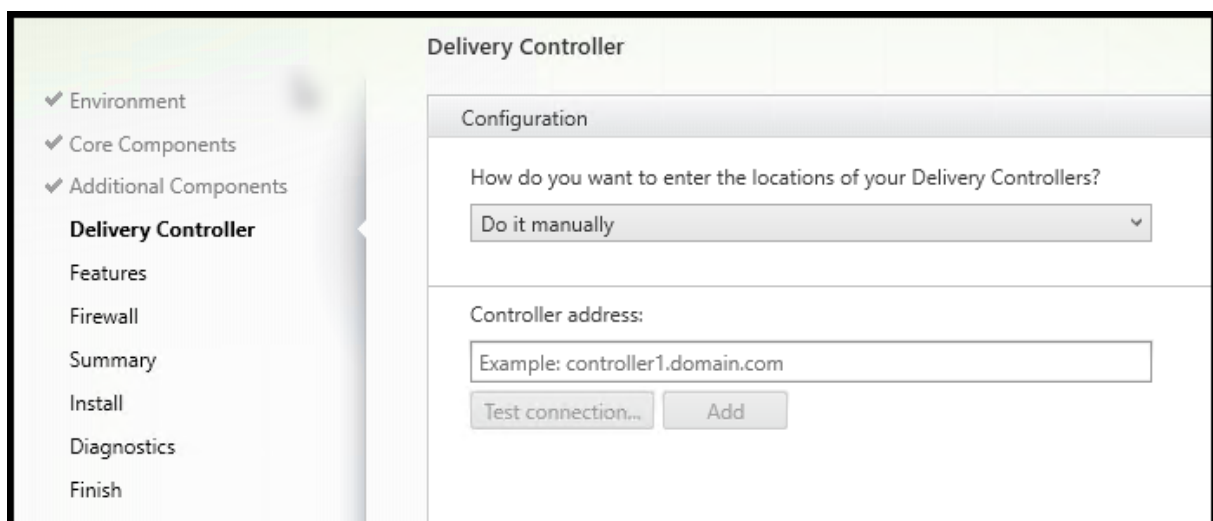 Delivery Controller
Environment
Core Components
Additional Components
Delivery Controller
Features
Firewall
Summary
Install
Diagnostics
Finish
Configuration
How do you want to enter the locations of your Delivery Controllers?
Do it manually
Controller address:
Example: controller1.domain.com
Test connection...
Add